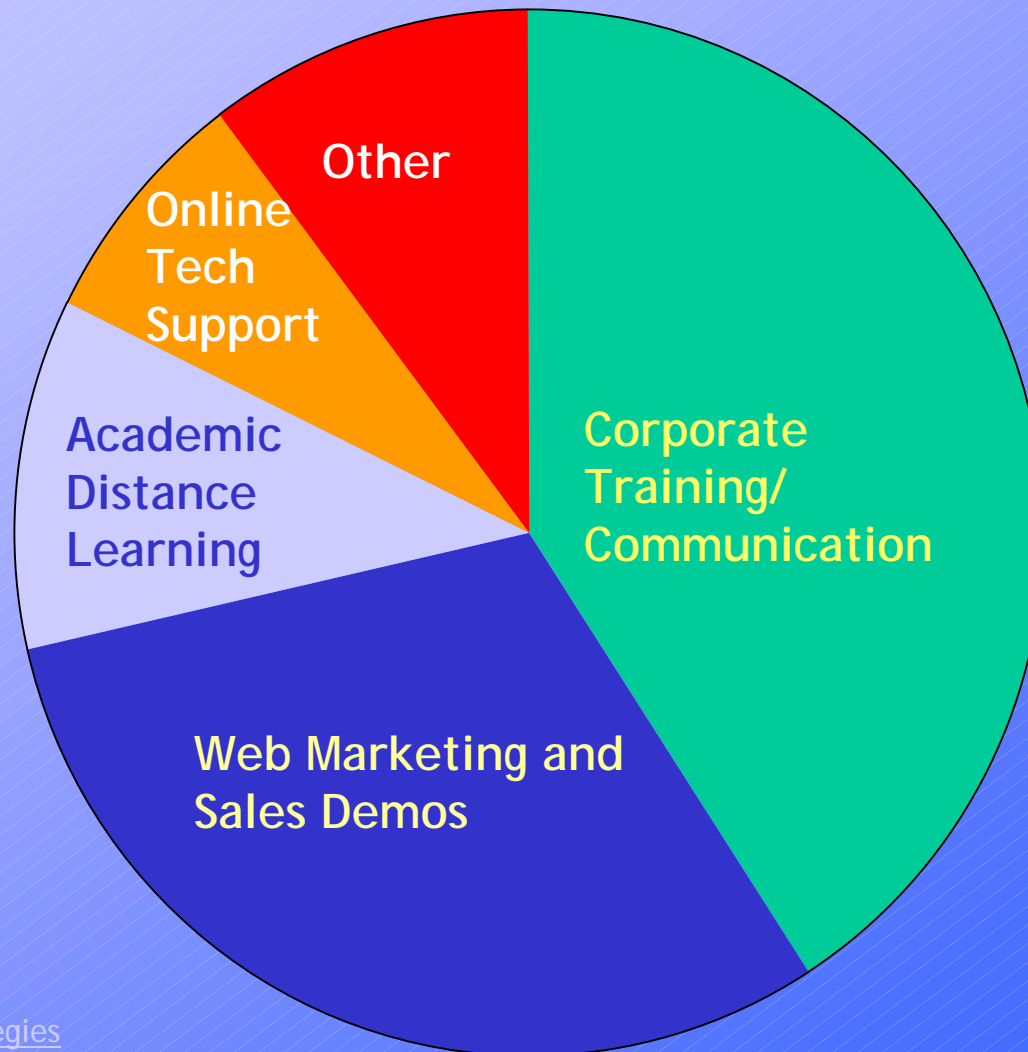 Other
Online
Tech
Support
Academic
Distance
Learning
Corporate
Training/
Communication
Web Marketing and
Sales Demos